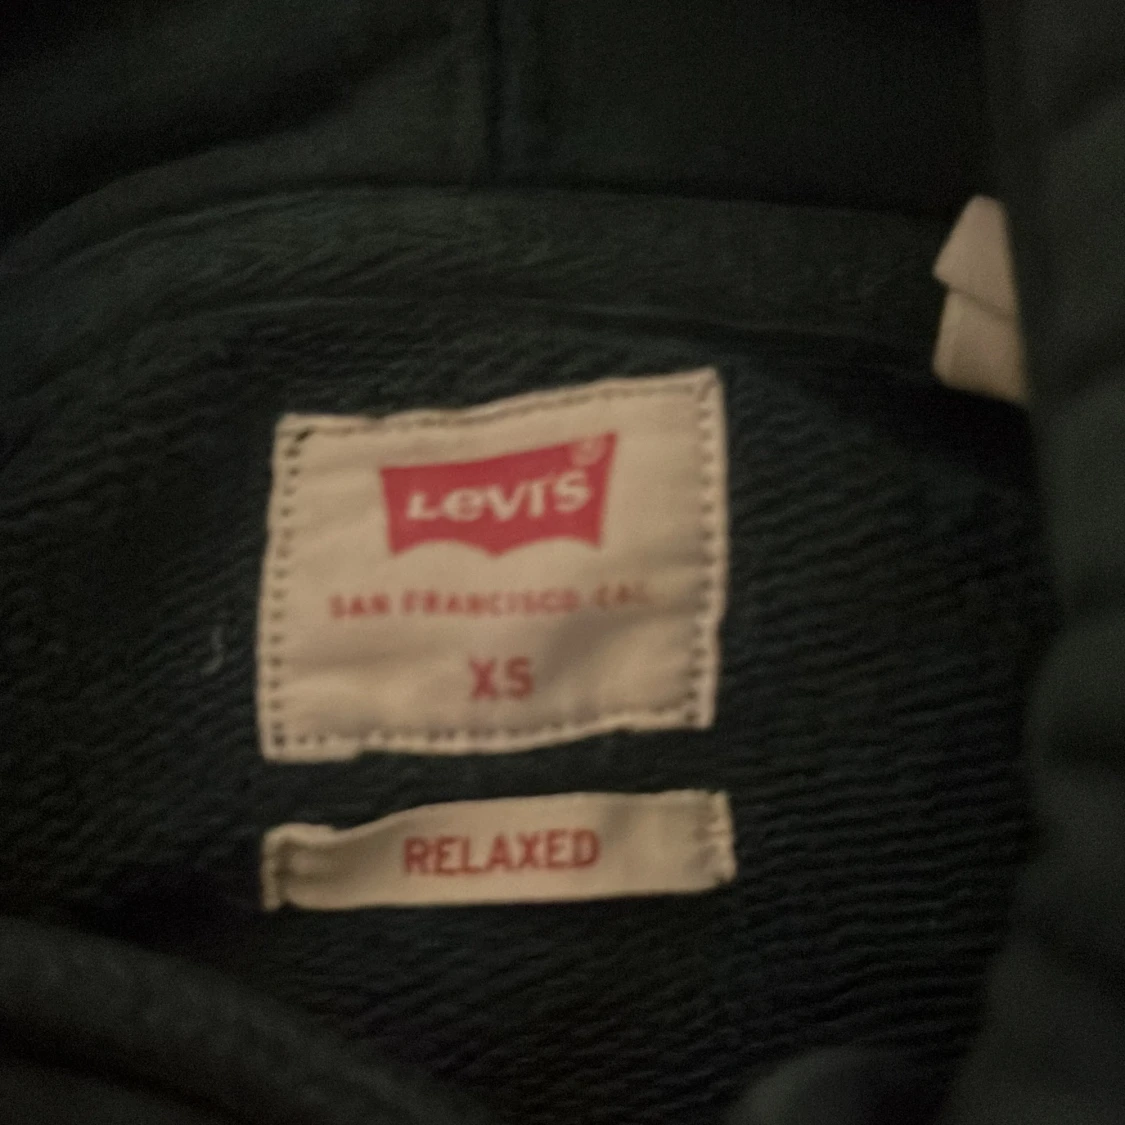 Levi's
SAN FRANCISCO CAL
XS
RELAXED